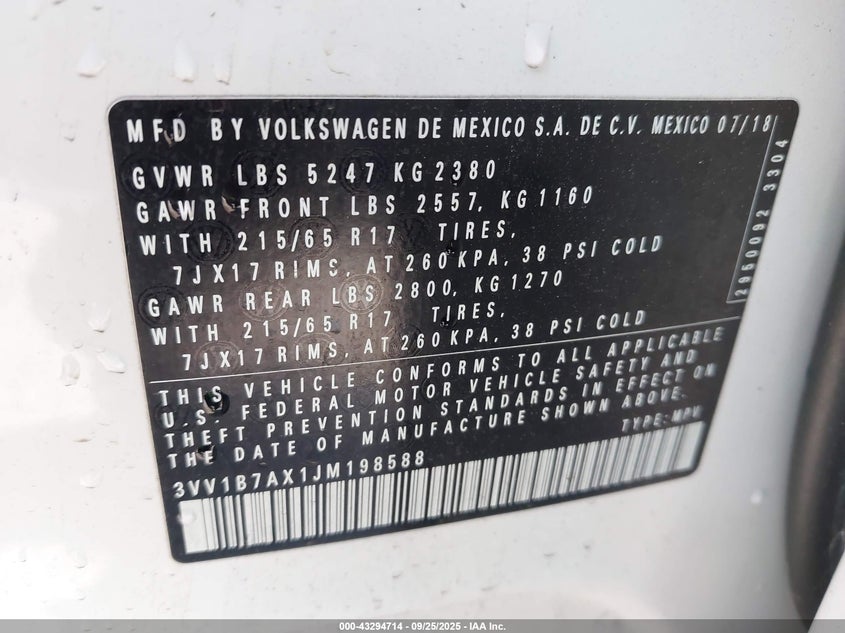 MFD BY VOLKSWAGEN DE MEXICO S.A. DE C.V. MEXICO 07/18
GVWR LBS 5247 KG 2380
GAWR FRONT LBS 2557, KG 1160
WITH 215/65 R17 TIRES,
7JX17 RIMS, AT 260 KPA, 38 PSI COLD
GAWR REAR LBS 2800, KG 1270
WITH 215/65 R17 TIRES,
7JX17 RIMS, AT 260 KPA, 38 PSI COLD
2950092 3304
THIS VEHICLE CONFORMS TO ALL APPLICABLE
U.S. FEDERAL MOTOR VEHICLE SAFETY AND
THEFT PREVENTION STANDARDS IN EFFECT ON
THE DATE OF MANUFACTURE SHOWN ABOVE.
TYPE: MPV
3VV1B7AX1JM198588
000-43294714 - 09/25/2025 - IAA Inc.